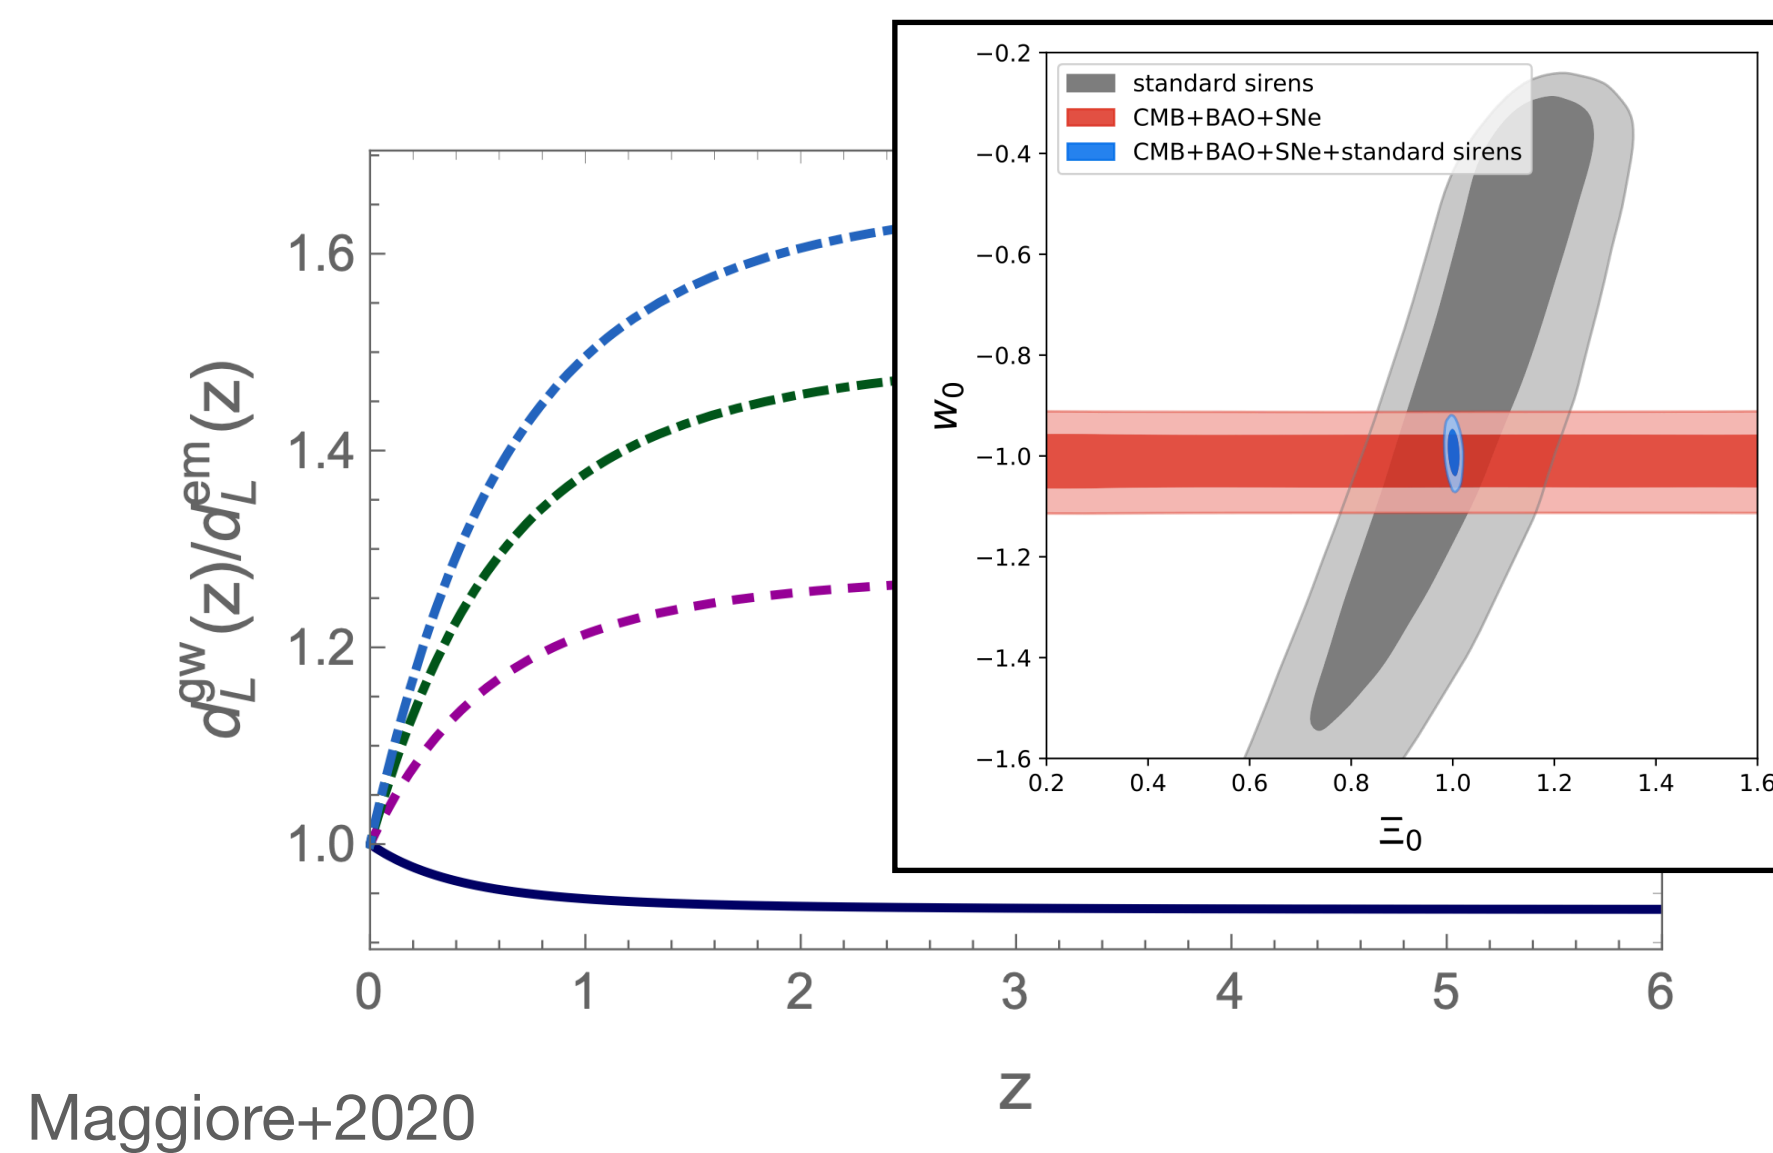 standard sirens
CMB+BAO+SNe
CMB+BAO+SNe+standard sirens
−0.2
−0.4
−0.6
−0.8
−1.0
−1.2
−1.4
−1.6
w₀
0.2 0.4 0.6 0.8 1.0 1.2 1.4 1.6
Ξ₀
1.6
1.4
1.2
1.0
d_L^gw(z)/d_L^em(z)
0 1 2 3 4 5 6
z
Maggiore+2020